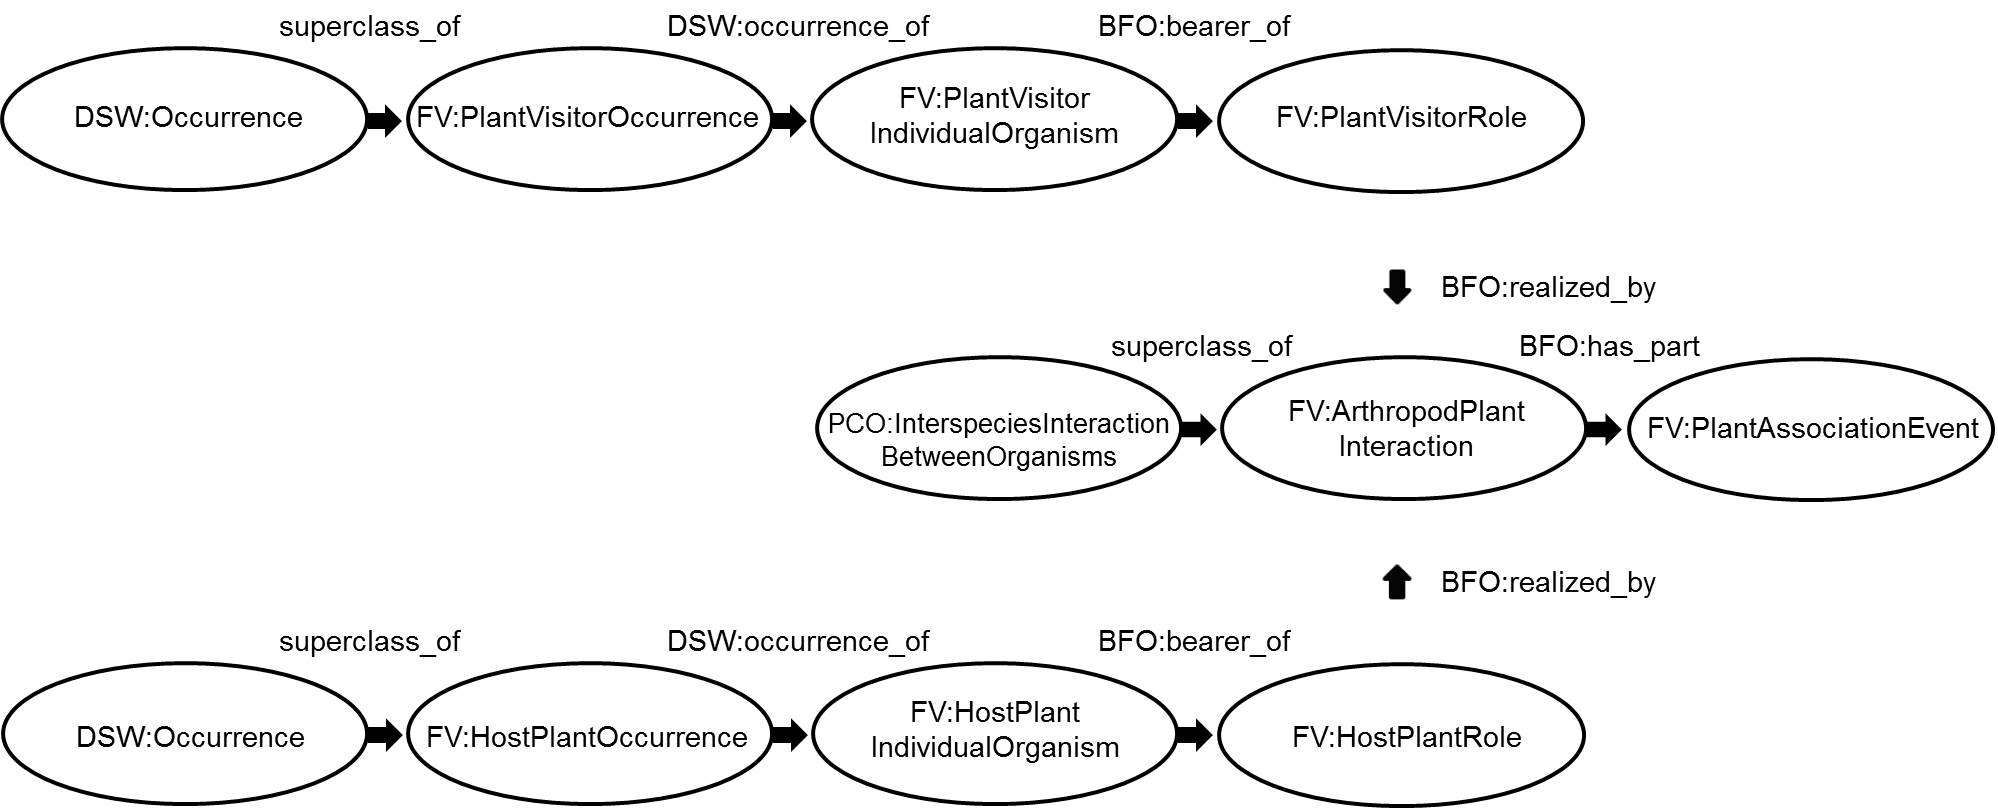 superclass_of
DSW:occurrence_of
BFO:bearer_of
DSW:Occurrence
FV:PlantVisitorOccurrence
FV:PlantVisitor
IndividualOrganism
FV:PlantVisitorRole
BFO:realized_by
superclass_of
BFO:has_part
PCO:InterspeciesInteraction
BetweenOrganisms
FV:ArthropodPlant
Interaction
FV:PlantAssociationEvent
BFO:realized_by
superclass_of
DSW:occurrence_of
BFO:bearer_of
DSW:Occurrence
FV:HostPlantOccurrence
FV:HostPlant
IndividualOrganism
FV:HostPlantRole